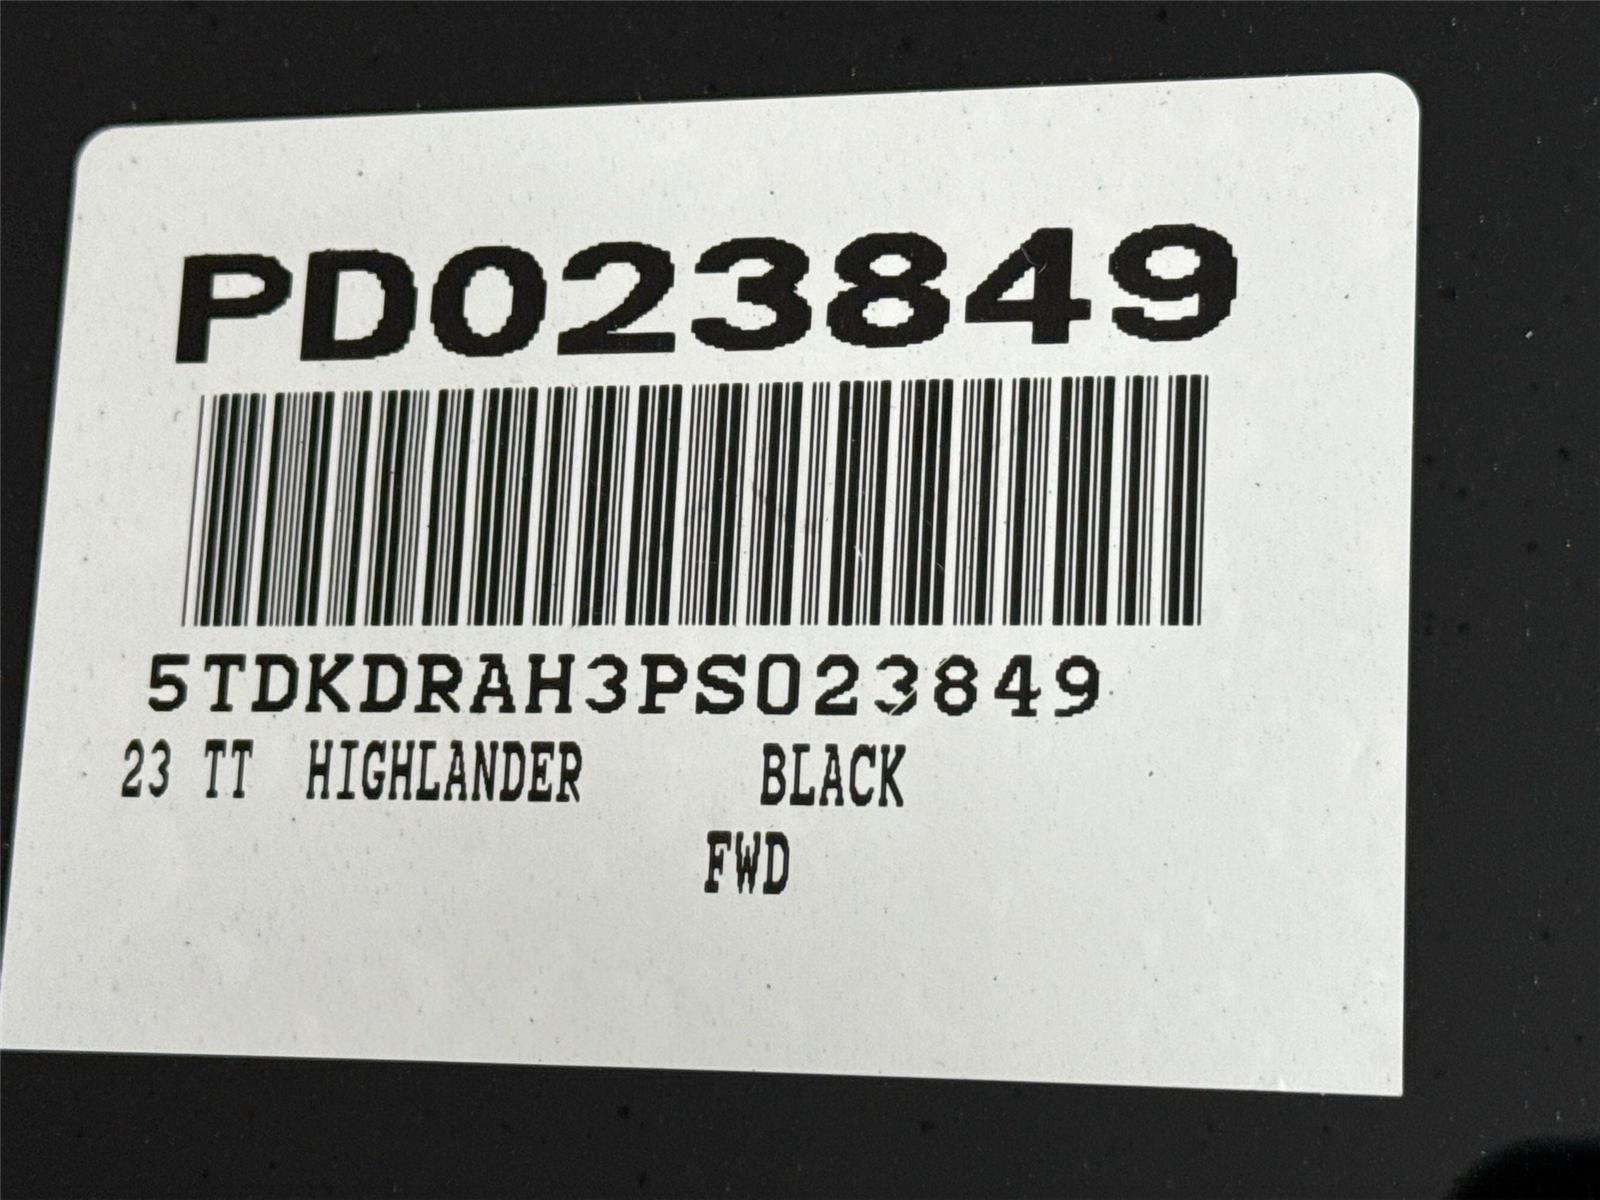 PD023849
5TDKDRAH3PS023849
23 TT HIGHLANDER BLACK
FWD